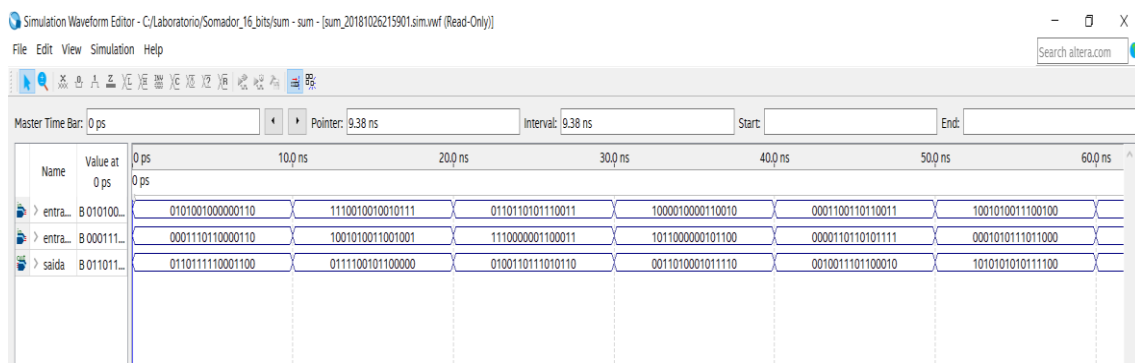 Simulation Waveform Editor - C:/Laboratorio/Somador_16_bits/sum - sum - [sum_20181026215901.sim.vwf (Read-Only)]
File Edit View Simulation Help
Search altera.com
Master Time Bar: 0 ps Pointer: 9.38 ns Interval: 9.38 ns Start: End:
Name Value at 0 ps 0 ps 10.0 ns 20.0 ns 30.0 ns 40.0 ns 50.0 ns 60.0 ns
0 ps
entra... B 010100... 0101001000000110 1110010010010111 0110110101110011 1000010000110010 0001100110110011 1001010011100100
entra... B 000111... 0001110110000110 1001010011001001 1110000001100011 1011000000101100 0000110110101111 0001010111011000
saida B 011011... 0110111110001100 0111100101100000 0100110111010110 0011010001011110 0010011101100010 1010101010111100